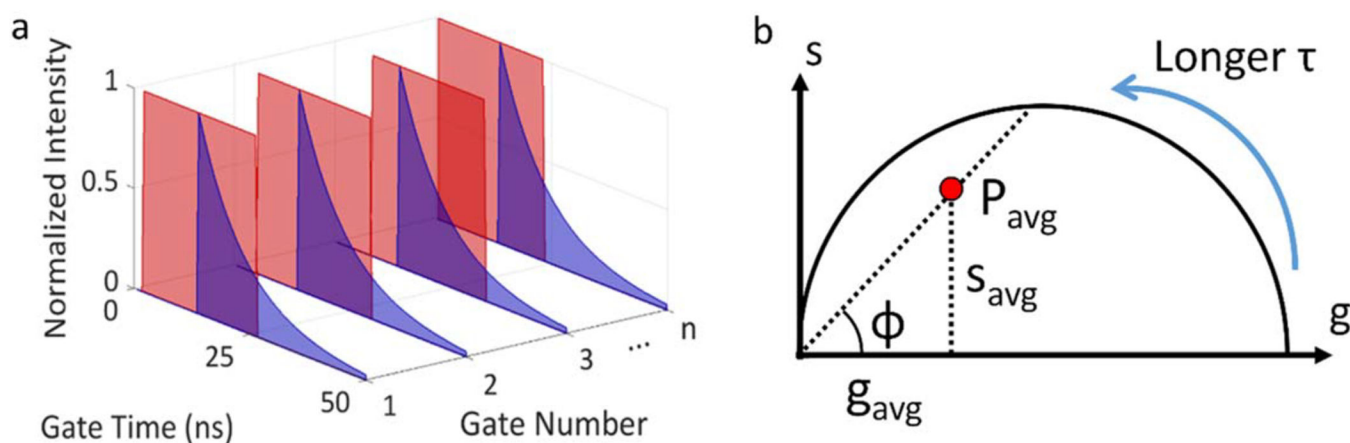 a
Normalized Intensity
1
0.5
0
0
25
50
Gate Time (ns)
1
2
3
...
n
Gate Number
b
s
Longer τ
P_avg
s_avg
ϕ
g
g_avg